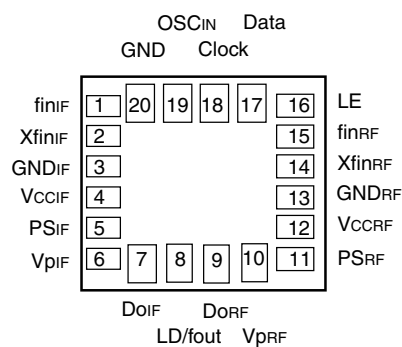 OSCIN Data
GND Clock
finIF 1 20 19 18 17 16 LE
XfinIF 2 15 finRF
GNDIF 3 14 XfinRF
VCCIF 4 13 GNDRF
PSIF 5 12 VCCRF
VpIF 6 7 8 9 10 11 PSRF
DoIF DoRF
LD/fout VpRF